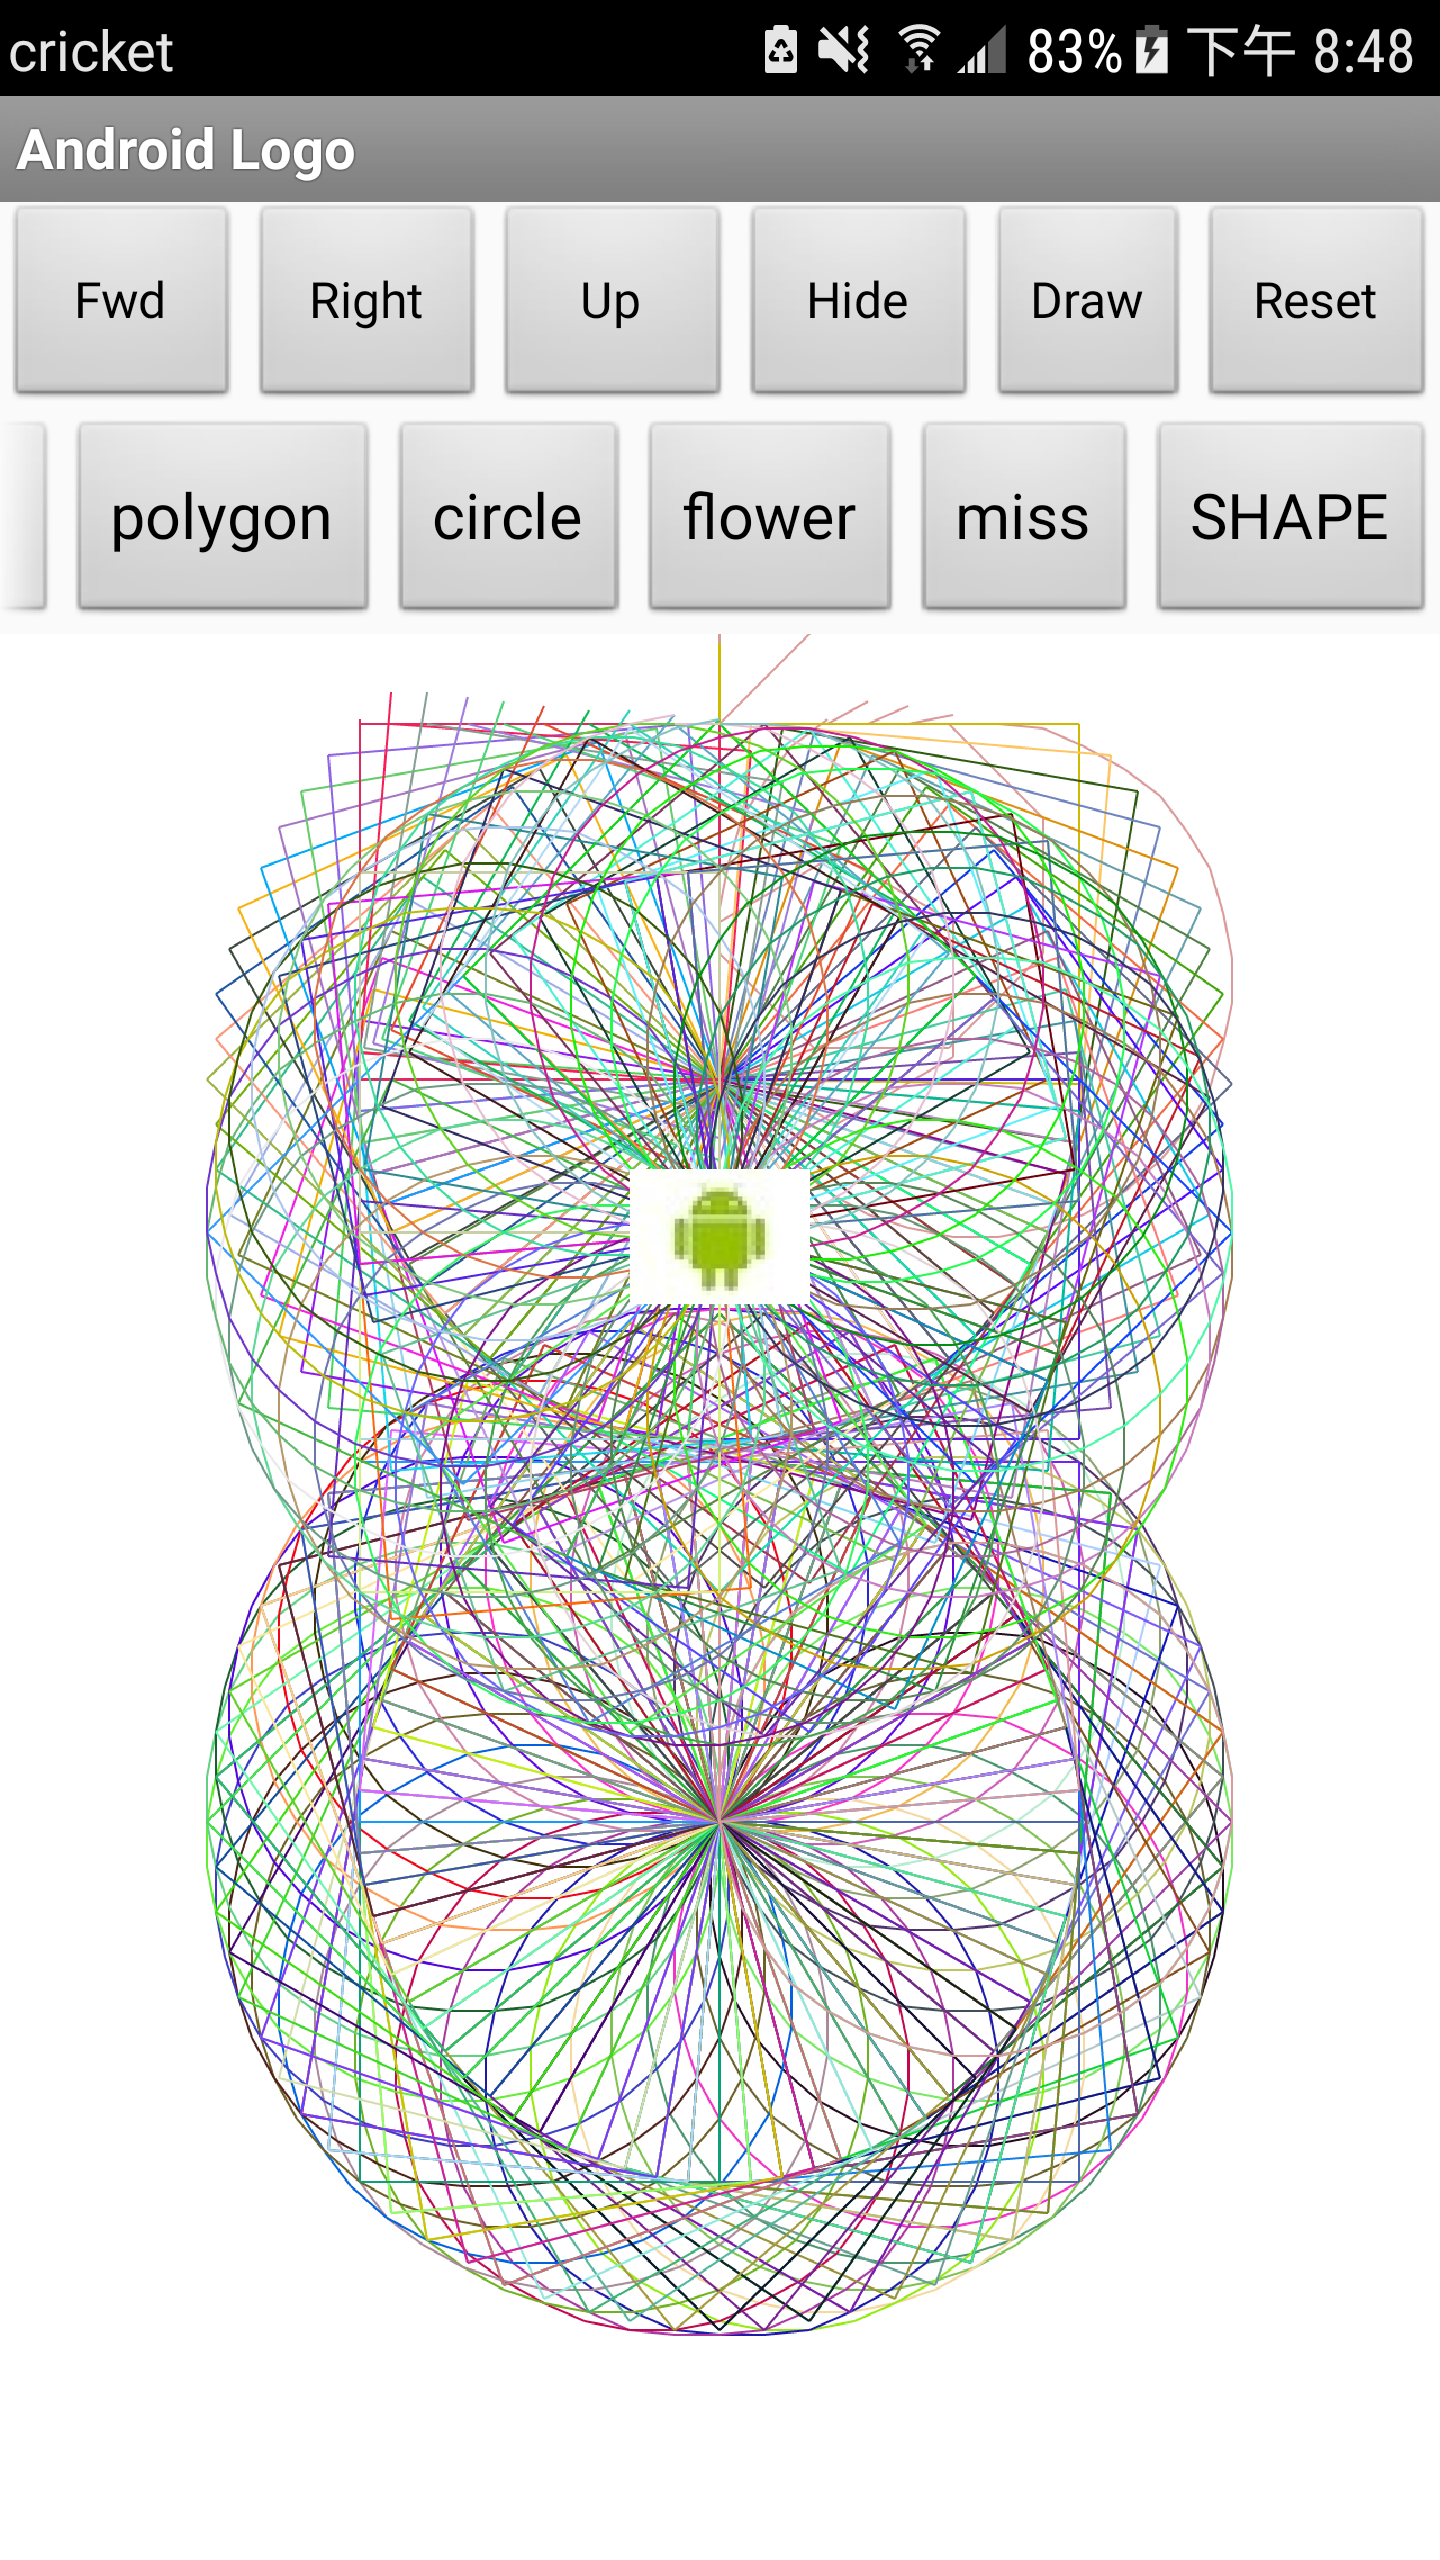 cricket 83% 下午 8:48
Android Logo
Fwd Right Up Hide Draw Reset
polygon circle flower miss SHAPE